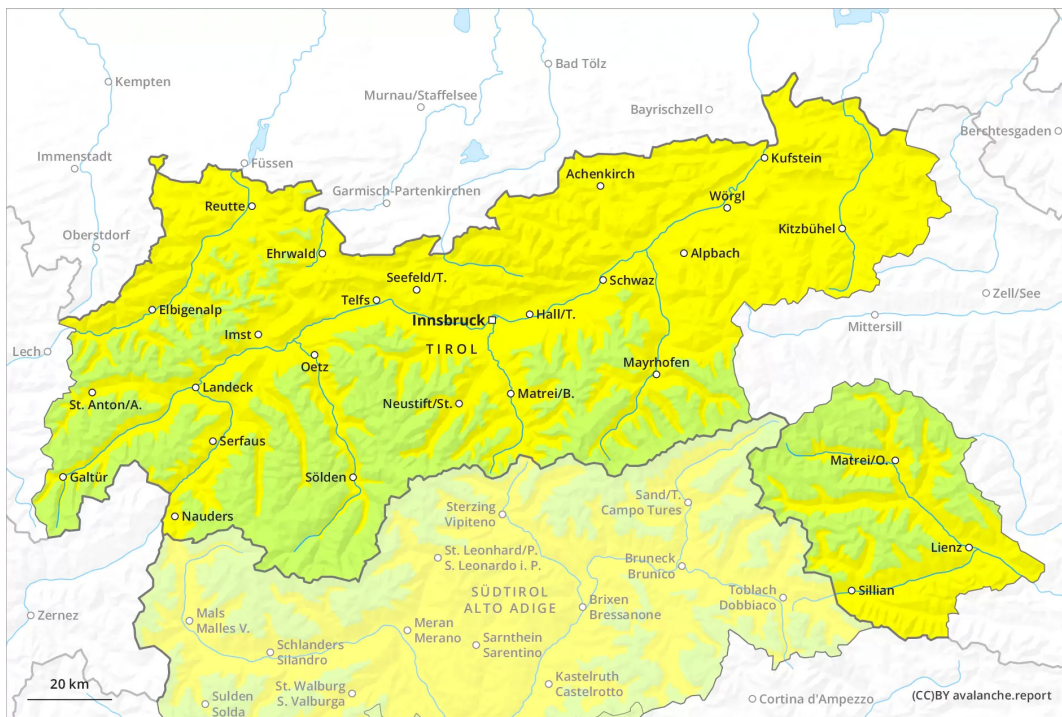 Kempten
Bad Tölz
Murnau/Staffelsee
Bayrischzell
Berchtesgaden
Immenstadt
Füssen
Kufstein
Garmisch-Partenkirchen
Achenkirch
Reutte
Wörgl
Oberstdorf
Kitzbühel
Ehrwald
Alpbach
Seefeld/T.
Schwaz
Zell/See
Telfs
Elbigenalp
Innsbruck
Hall/T.
Mittersill
Imst
Lech
TIROL
Oetz
Mayrhofen
Landeck
St. Anton/A.
Neustift/St.
Matrei/B.
Serfaus
Matrei/O.
Galtür
Sölden
Sand/T.
Campo Tures
Sterzing
Vipiteno
Nauders
Lienz
St. Leonhard/P.
S. Leonardo i. P.
Bruneck
Brunico
Sillian
SÜDTIROL
ALTO ADIGE
Toblach
Dobbiaco
Zernez
Mals
Malles V.
Brixen
Bressanone
Meran
Merano
Schlanders
Silandro
Sarnthein
Sarentino
20 km
St. Walburg
S. Valburga
Kastelruth
Castelrotto
Sulden
Solda
Cortina d'Ampezzo
(CC)BY avalanche.report